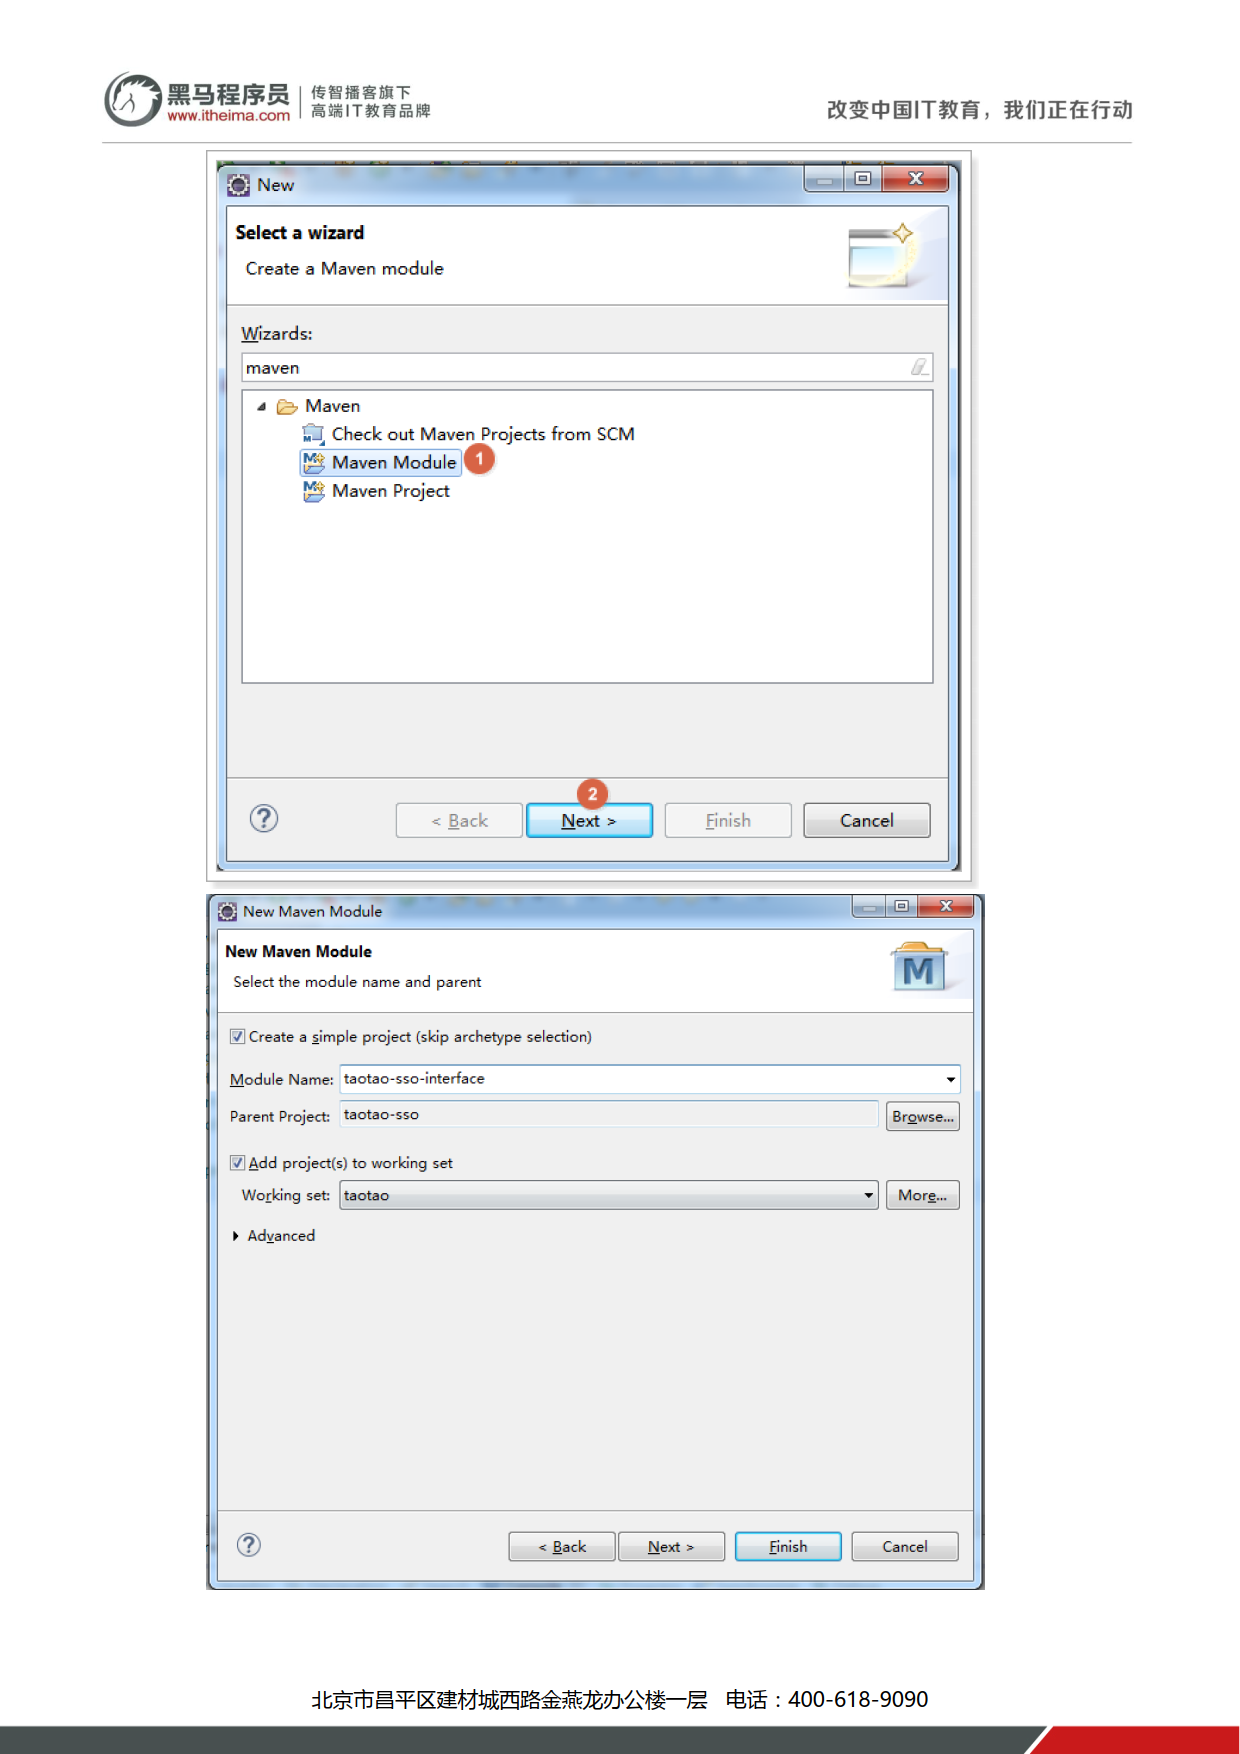 黑马程序员
www.itheima.com
传智播客旗下
高端IT教育品牌
改变中国IT教育，我们正在行动
New
Select a wizard
Create a Maven module
Wizards:
maven
Maven
Check out Maven Projects from SCM
Maven Module 1
Maven Project
2
< Back Next > Finish Cancel
New Maven Module
New Maven Module
Select the module name and parent
M
Create a simple project (skip archetype selection)
Module Name: taotao-sso-interface
Parent Project: taotao-sso Browse...
Add project(s) to working set
Working set: taotao More...
Advanced
< Back Next > Finish Cancel
北京市昌平区建材城西路金燕龙办公楼一层 电话：400-618-9090